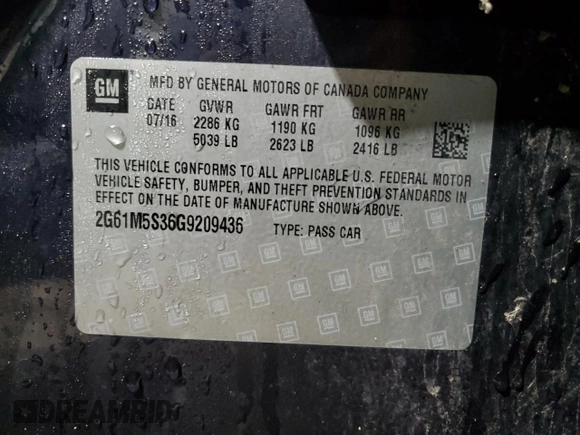 GM
MFD BY GENERAL MOTORS OF CANADA COMPANY
DATE GVWR GAWR FRT GAWR RR
07/16 2286 KG 1190 KG 1096 KG
5039 LB 2623 LB 2416 LB
THIS VEHICLE CONFORMS TO ALL APPLICABLE U.S. FEDERAL MOTOR
VEHICLE SAFETY, BUMPER, AND THEFT PREVENTION STANDARDS IN
EFFECT ON THE DATE OF MANUFACTURE SHOWN ABOVE.
2G61M5S36G9209436 TYPE: PASS CAR
DREAMBID